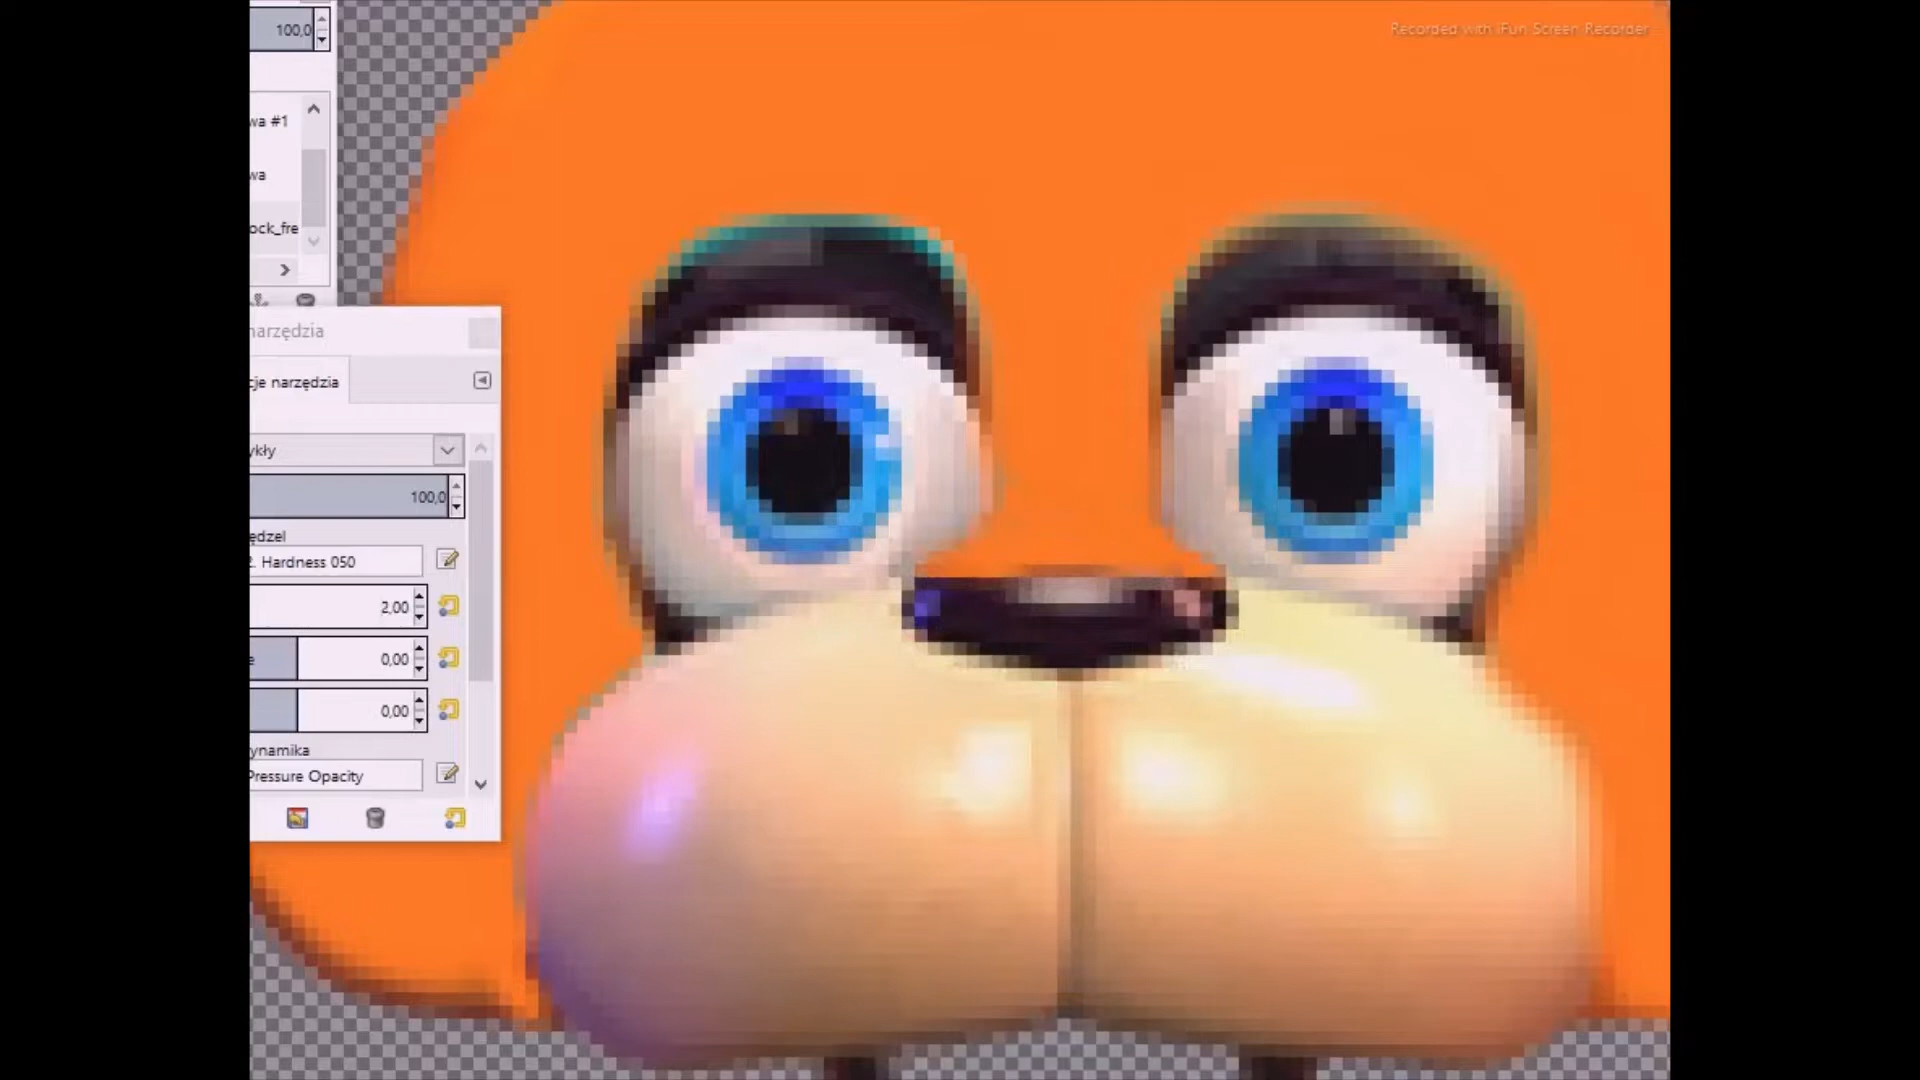 Recorded with iFun Screen Recorder
100,0
wa #1
wa
ock_fre
narzędzia
cje narzędzia
ykły
100,0
ędzel
2. Hardness 050
2,00
e 0,00
0,00
ynamika
Pressure Opacity